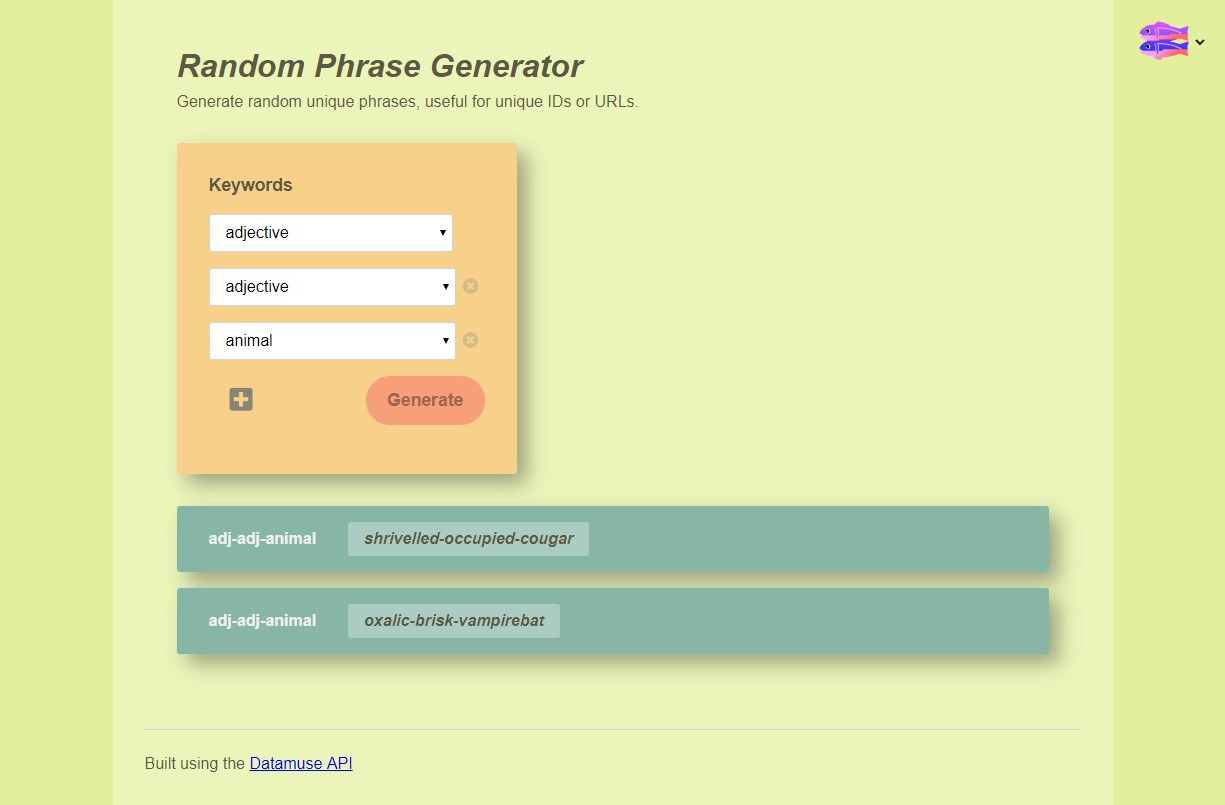 Random Phrase Generator
Generate random unique phrases, useful for unique IDs or URLs.
Keywords
adjective
adjective
animal
Generate
adj-adj-animal shrivelled-occupied-cougar
adj-adj-animal oxalic-brisk-vampirebat
Built using the Datamuse API